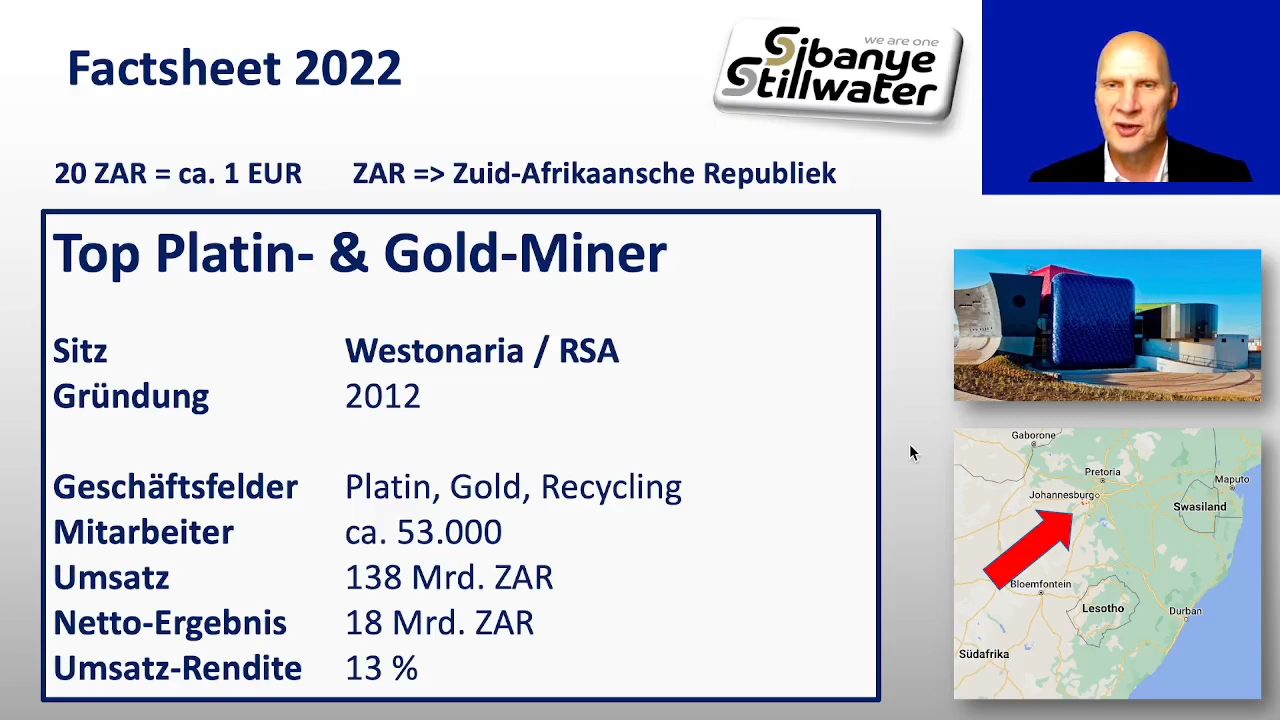 Factsheet 2022
we are one
Sibanye
Stillwater
20 ZAR = ca. 1 EUR ZAR => Zuid-Afrikaansche Republiek
Top Platin- & Gold-Miner
Sitz Westonaria / RSA
Gründung 2012
Geschäftsfelder Platin, Gold, Recycling
Mitarbeiter ca. 53.000
Umsatz 138 Mrd. ZAR
Netto-Ergebnis 18 Mrd. ZAR
Umsatz-Rendite 13 %
Gaborone
Pretoria
Maputo
Johannesburg
Swasiland
Bloemfontein
Lesotho
Durban
Südafrika